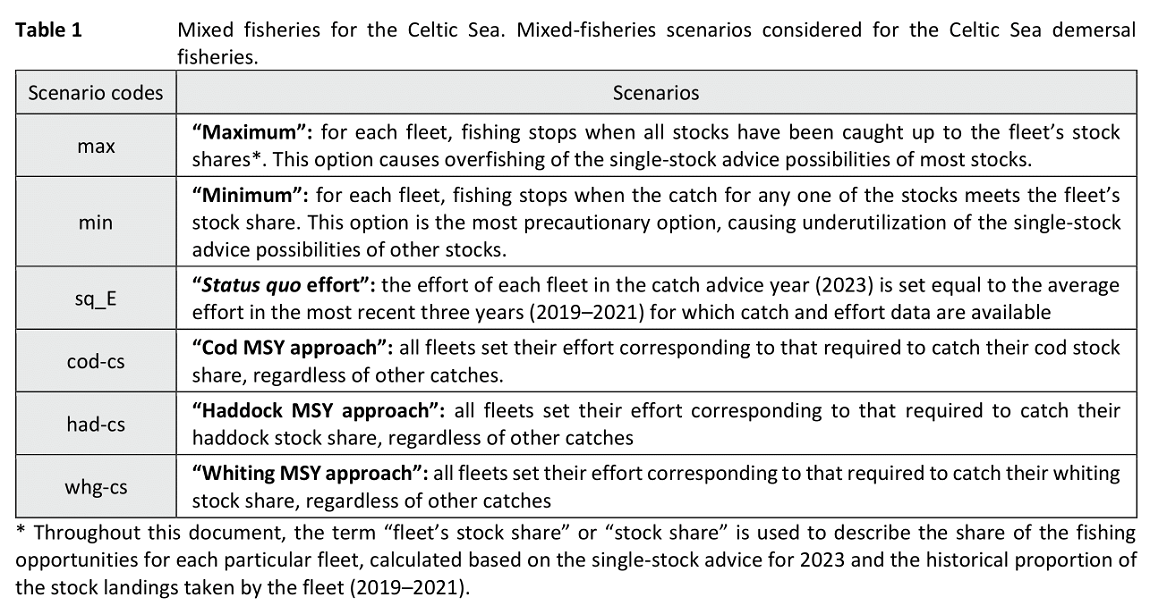 Table 1 Mixed fisheries for the Celtic Sea. Mixed-fisheries scenarios considered for the Celtic Sea demersal
fisheries.
Scenario codes Scenarios
max
“Maximum”: for each fleet, fishing stops when all stocks have been caught up to the fleet’s stock
shares*. This option causes overfishing of the single-stock advice possibilities of most stocks.
min
“Minimum”: for each fleet, fishing stops when the catch for any one of the stocks meets the fleet’s
stock share. This option is the most precautionary option, causing underutilization of the single-stock
advice possibilities of other stocks.
sq_E
“Status quo effort”: the effort of each fleet in the catch advice year (2023) is set equal to the average
effort in the most recent three years (2019–2021) for which catch and effort data are available
cod-cs
“Cod MSY approach”: all fleets set their effort corresponding to that required to catch their cod stock
share, regardless of other catches.
had-cs
“Haddock MSY approach”: all fleets set their effort corresponding to that required to catch their
haddock stock share, regardless of other catches
whg-cs
“Whiting MSY approach”: all fleets set their effort corresponding to that required to catch their whiting
stock share, regardless of other catches
* Throughout this document, the term “fleet’s stock share” or “stock share” is used to describe the share of the fishing
opportunities for each particular fleet, calculated based on the single-stock advice for 2023 and the historical proportion of
the stock landings taken by the fleet (2019–2021).